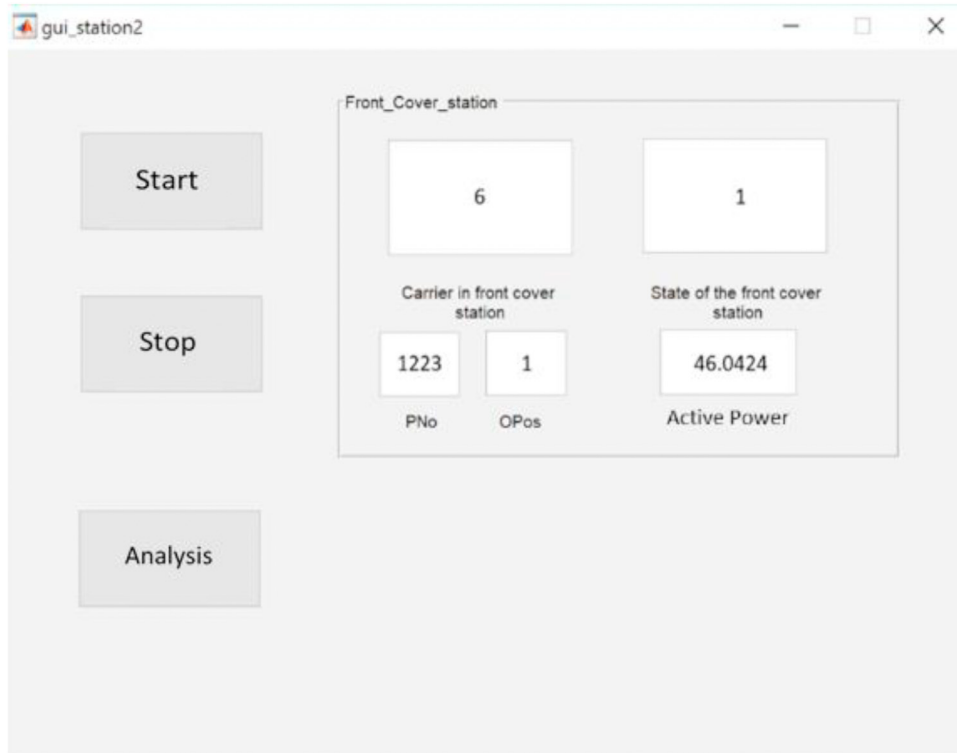 gui_station2
Front_Cover_station
Start
6
1
Carrier in front cover
station
State of the front cover
station
Stop
1223
1
46.0424
PNo
OPos
Active Power
Analysis